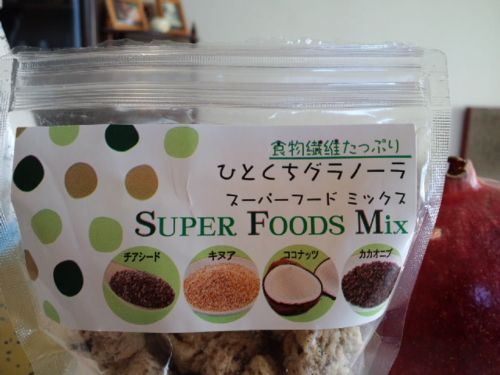 食物繊維たっぷり
ひとくちグラノーラ
スーパーフード ミックス
SUPER FOODS MIX
チアシード キヌア ココナッツ カカオニブ